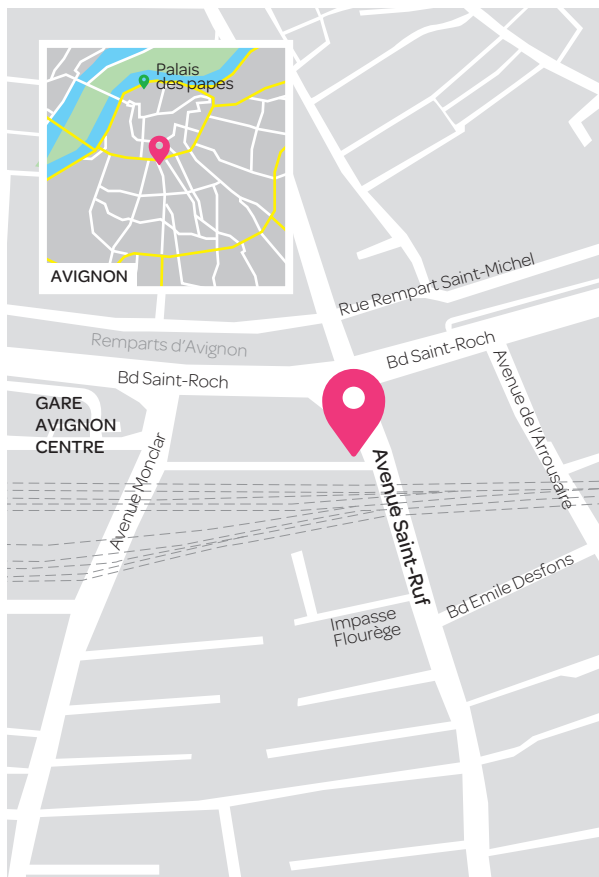 Palais
des papes
AVIGNON
Rue Rempart Saint-Michel
Remparts d'Avignon
Bd Saint-Roch
Bd Saint-Roch
GARE
AVIGNON
CENTRE
Avenue de l'Arrousaire
Avenue Monclar
Avenue Saint-Ruf
Bd Emile Desfons
Impasse
Flourège